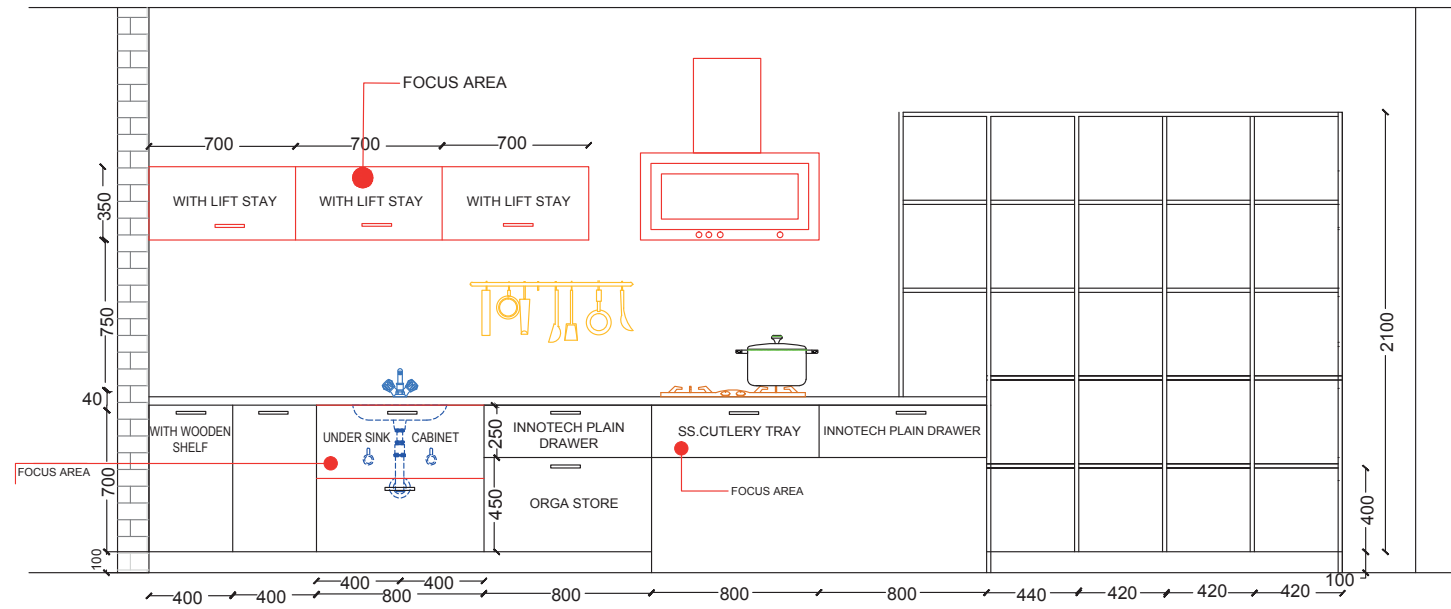 FOCUS AREA
700
700
700
WITH LIFT STAY
WITH LIFT STAY
WITH LIFT STAY
350
750
2100
40
WITH WOODEN
SHELF
UNDER SINK
CABINET
250
INNOTECH PLAIN
DRAWER
SS.CUTLERY TRAY
INNOTECH PLAIN DRAWER
FOCUS AREA
700
450
ORGA STORE
FOCUS AREA
400
100
100
400
400
400
400
800
800
800
800
440
420
420
420